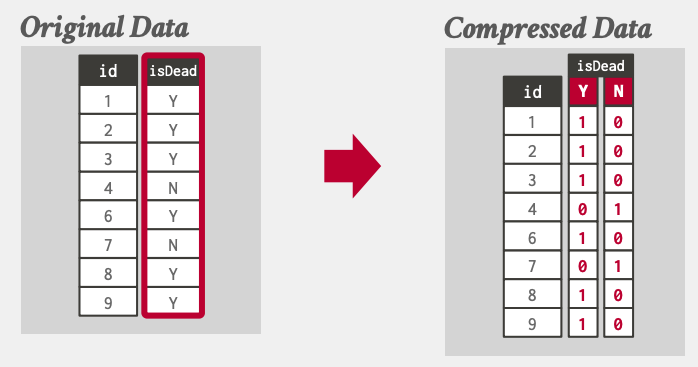 Original Data
id isDead
1 Y
2 Y
3 Y
4 N
6 Y
7 N
8 Y
9 Y
Compressed Data
isDead
id Y N
1 1 0
2 1 0
3 1 0
4 0 1
6 1 0
7 0 1
8 1 0
9 1 0